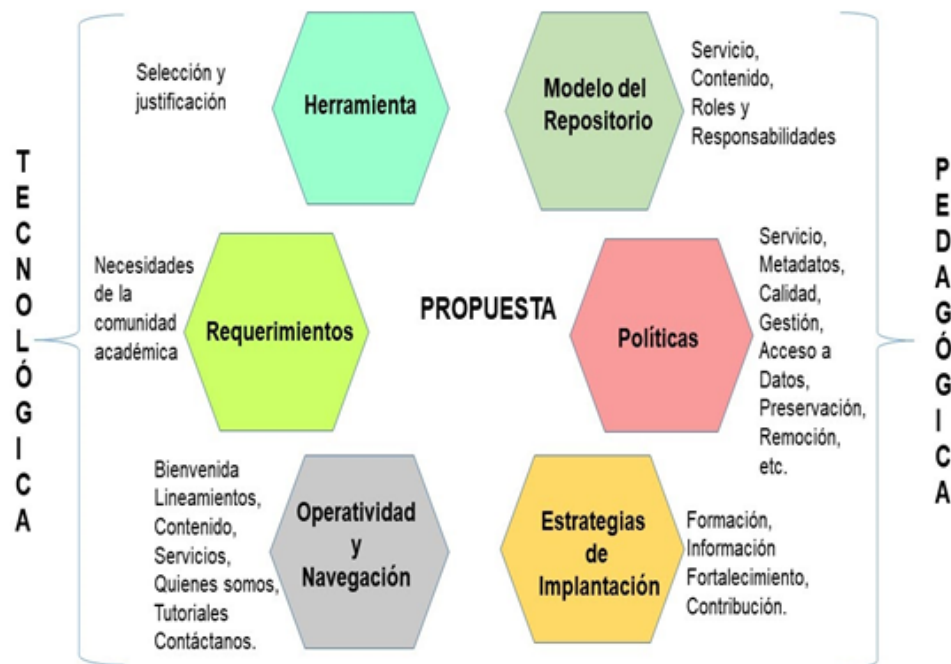 TECNOLÓGICA
Selección y
justificación
Herramienta
Necesidades
de la
comunidad
académica
Requerimientos
Bienvenida
Lineamientos,
Contenido,
Servicios,
Quienes somos,
Tutoriales
Contáctanos.
Operatividad
y
Navegación
PROPUESTA
Modelo del
Repositorio
Servicio,
Contenido,
Roles y
Responsabilidades
Políticas
Servicio,
Metadatos,
Calidad,
Gestión,
Acceso a
Datos,
Preservación,
Remoción,
etc.
Estrategias
de
Implantación
Formación,
Información
Fortalecimiento,
Contribución.
PEDAGÓGICA